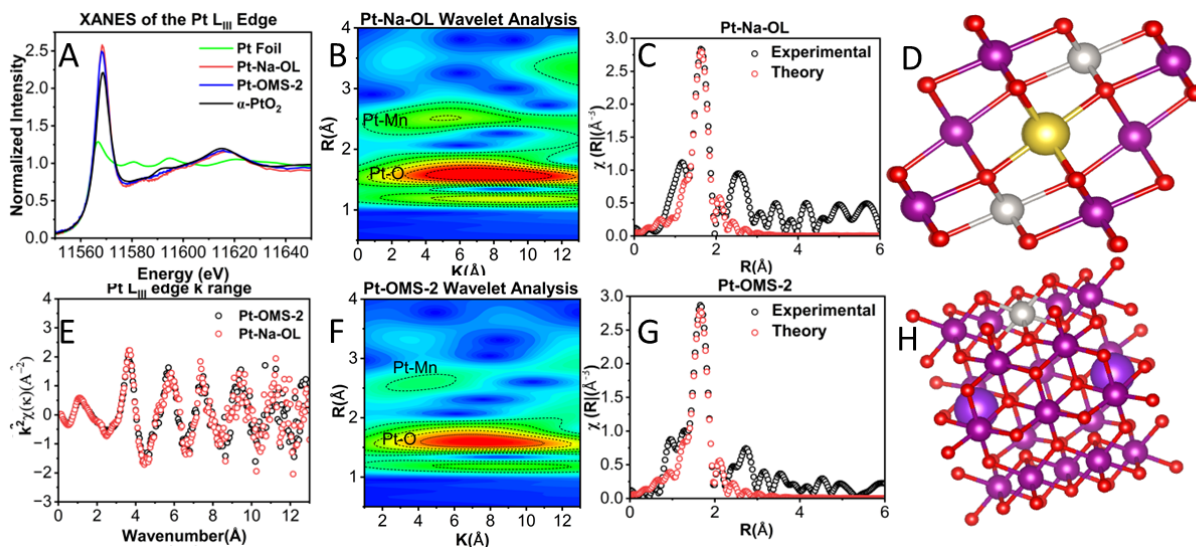 XANES of the Pt LIII Edge
A
Pt Foil
Pt-Na-OL
Pt-OMS-2
α-PtO₂
Normalized Intensity
2.5
2.0
1.5
1.0
0.5
0.0
11560 11580 11600 11620 11640
Energy (eV)
Pt-Na-OL Wavelet Analysis
B
Pt-Mn
Pt-O
R(Å)
4
3
2
1
2 4 6 8 10 12
K(Å)
Pt-Na-OL
C
Experimental
Theory
χ (R)|(Å⁻³)
3.0
2.5
2.0
1.5
1.0
0.5
0.0
0 2 4 6
R(Å)
D
Pt LIII edge k range
E
Pt-OMS-2
Pt-Na-OL
k²χ(κ)(Å⁻²)
4
3
2
1
0
−1
−2
−3
0 2 4 6 8 10 12
Wavenumber(Å)
Pt-OMS-2 Wavelet Analysis
F
Pt-Mn
Pt-O
R(Å)
4
3
2
1
2 4 6 8 10 12
K(Å)
Pt-OMS-2
G
Experimental
Theory
χ (R)|(Å⁻³)
3.0
2.5
2.0
1.5
1.0
0.5
0.0
0 2 4 6
R(Å)
H